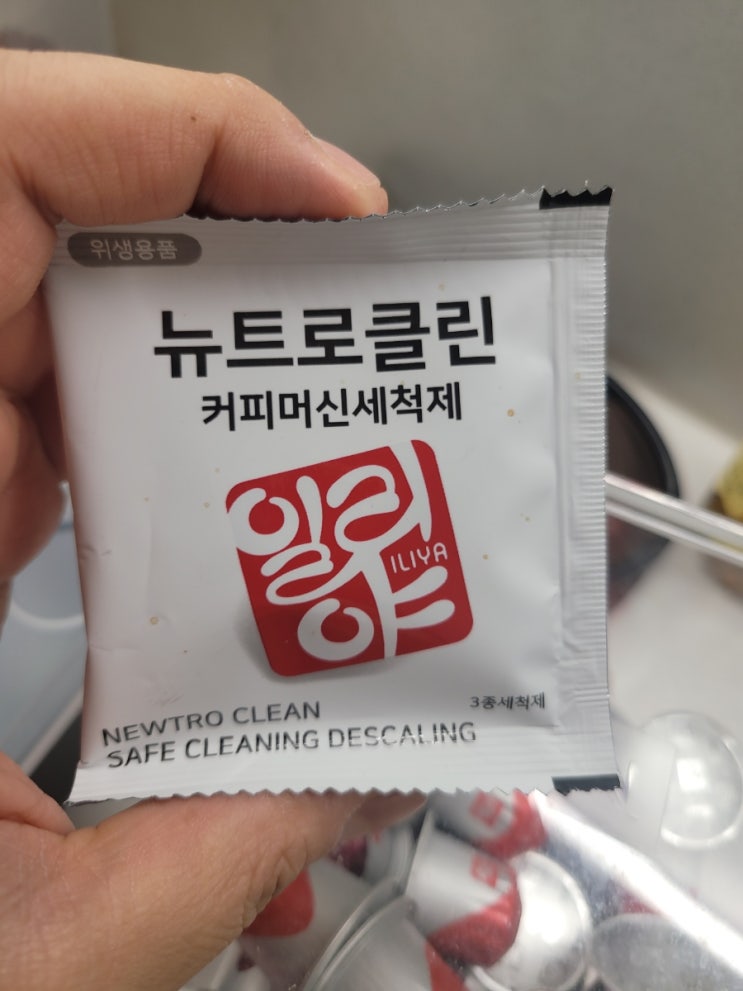 위생용품
뉴트로클린
커피머신세척제
일리
ILIYA
야
3종세척제
NEWTRO CLEAN
SAFE CLEANING DESCALING